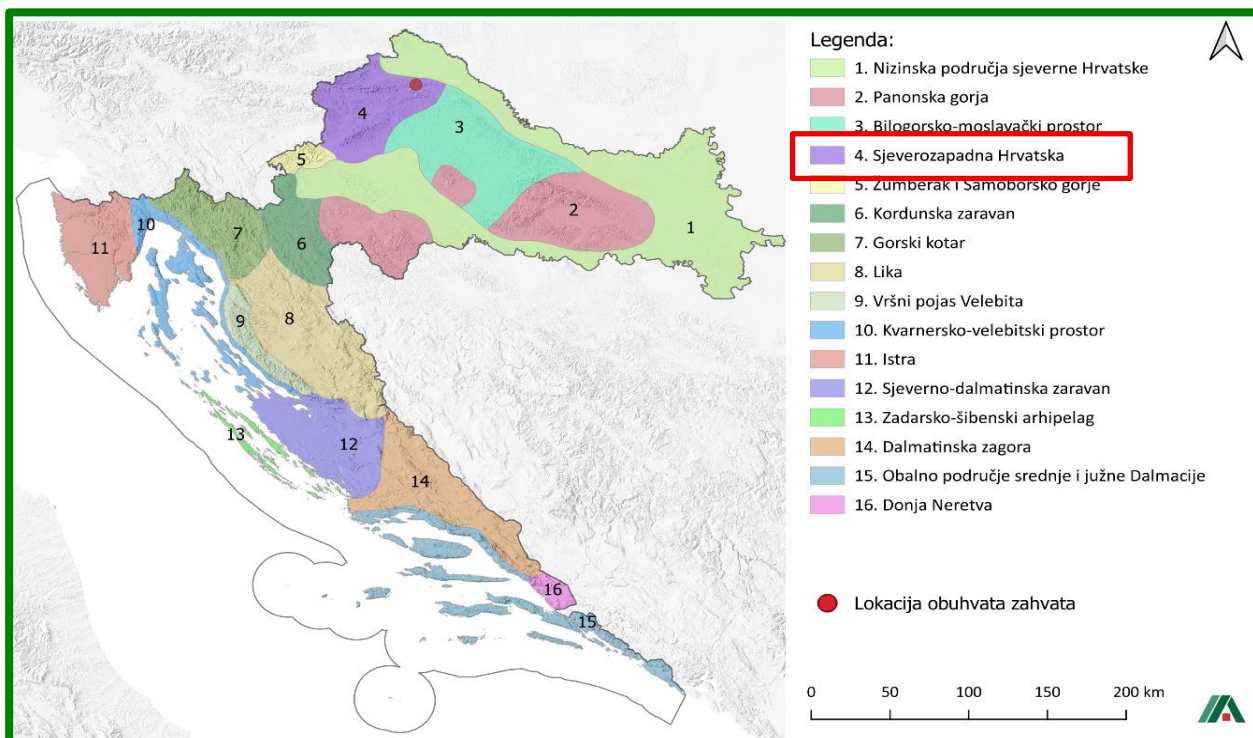 Legenda:
1. Nizinska područja sjeverne Hrvatske
2. Panonska gorja
3. Bilogorsko-moslavački prostor
4. Sjeverozapadna Hrvatska
5. Žumberak i Samoborsko gorje
6. Kordunska zaravan
7. Gorski kotar
8. Lika
9. Vršni pojas Velebita
10. Kvarnersko-velebitski prostor
11. Istra
12. Sjeverno-dalmatinska zaravan
13. Zadarsko-šibenski arhipelag
14. Dalmatinska zagora
15. Obalno područje srednje i južne Dalmacije
16. Donja Neretva
Lokacija obuhvata zahvata
0 50 100 150 200 km
4
3
5
2
1
10
11
7
6
9
8
13
12
14
16
15